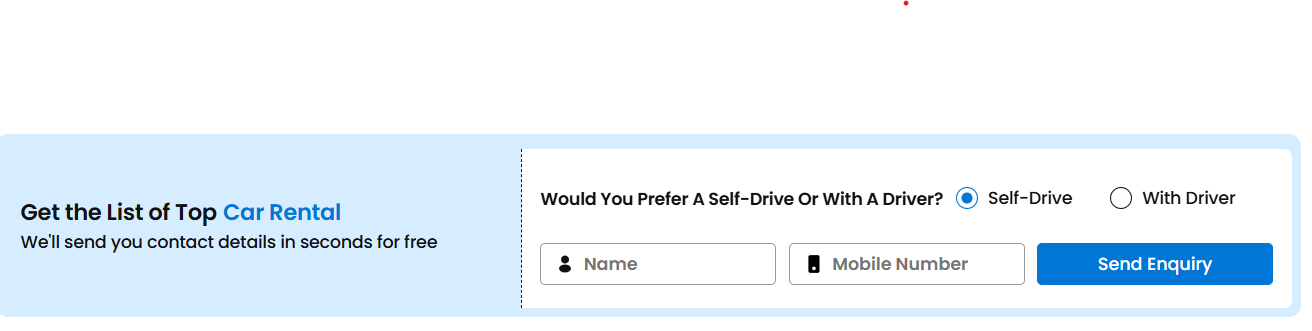 Get the List of Top Car Rental
We'll send you contact details in seconds for free
Would You Prefer A Self-Drive Or With A Driver? Self-Drive With Driver
Name Mobile Number Send Enquiry